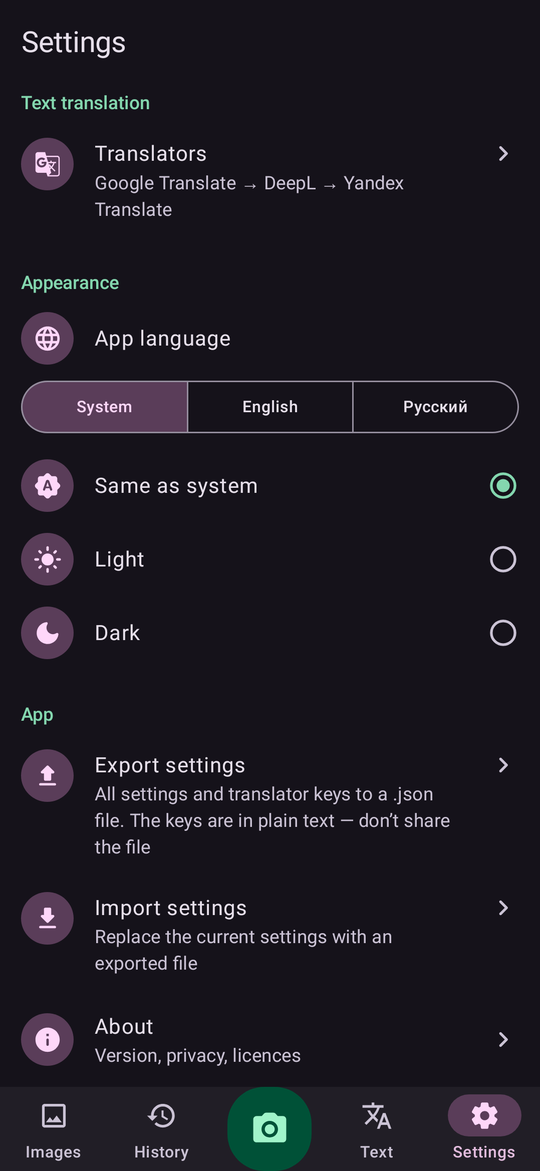 Settings
Text translation
Translators
Google Translate → DeepL → Yandex
Translate
Appearance
App language
System
English
Русский
Same as system
Light
Dark
App
Export settings
All settings and translator keys to a .json
file. The keys are in plain text — don’t share
the file
Import settings
Replace the current settings with an
exported file
About
Version, privacy, licences
Images
History
Text
Settings